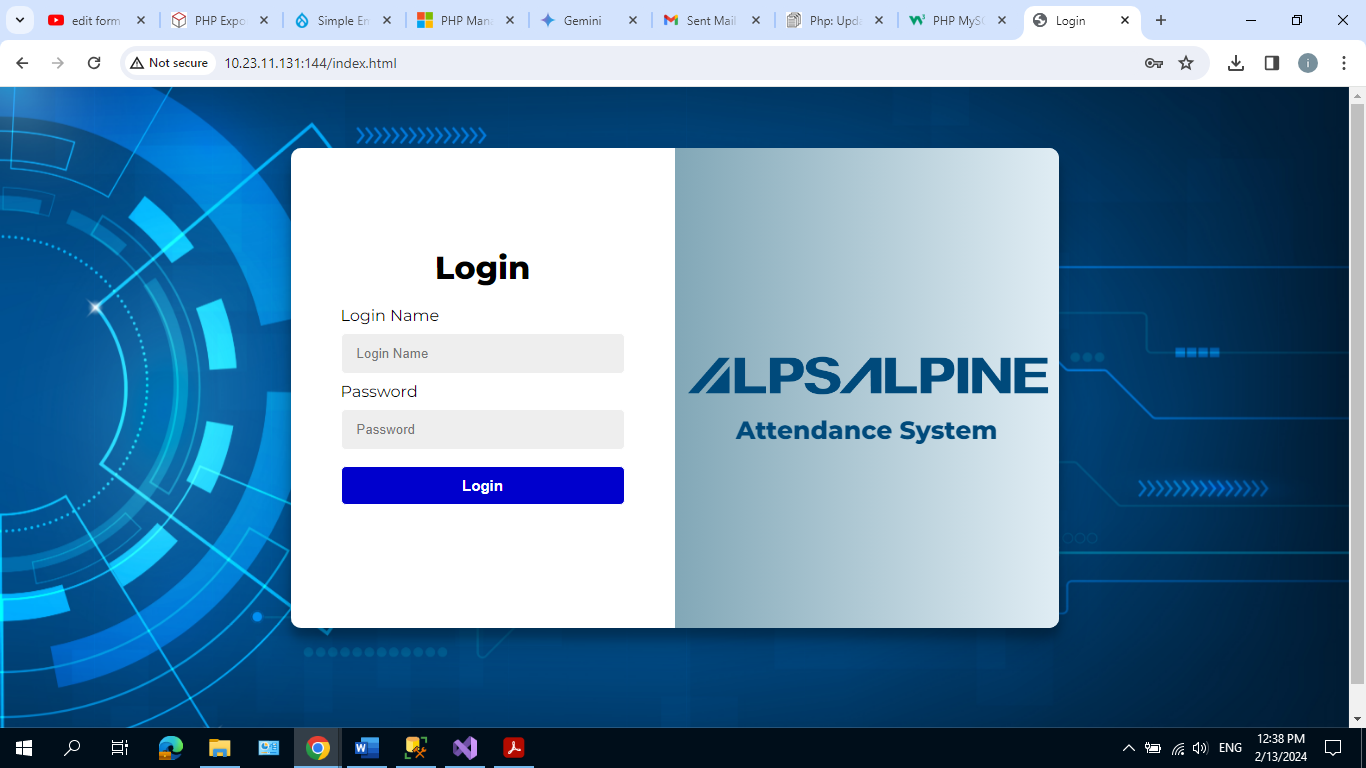 edit form
PHP Expo
Simple En
PHP Mana
Gemini
Sent Mail
Php: Upda
PHP MySQ
Login
Not secure
10.23.11.131:144/index.html
i
Login
Login Name
Login Name
Password
Password
Login
ALPSALPINE
Attendance System
ENG
12:38 PM
2/13/2024